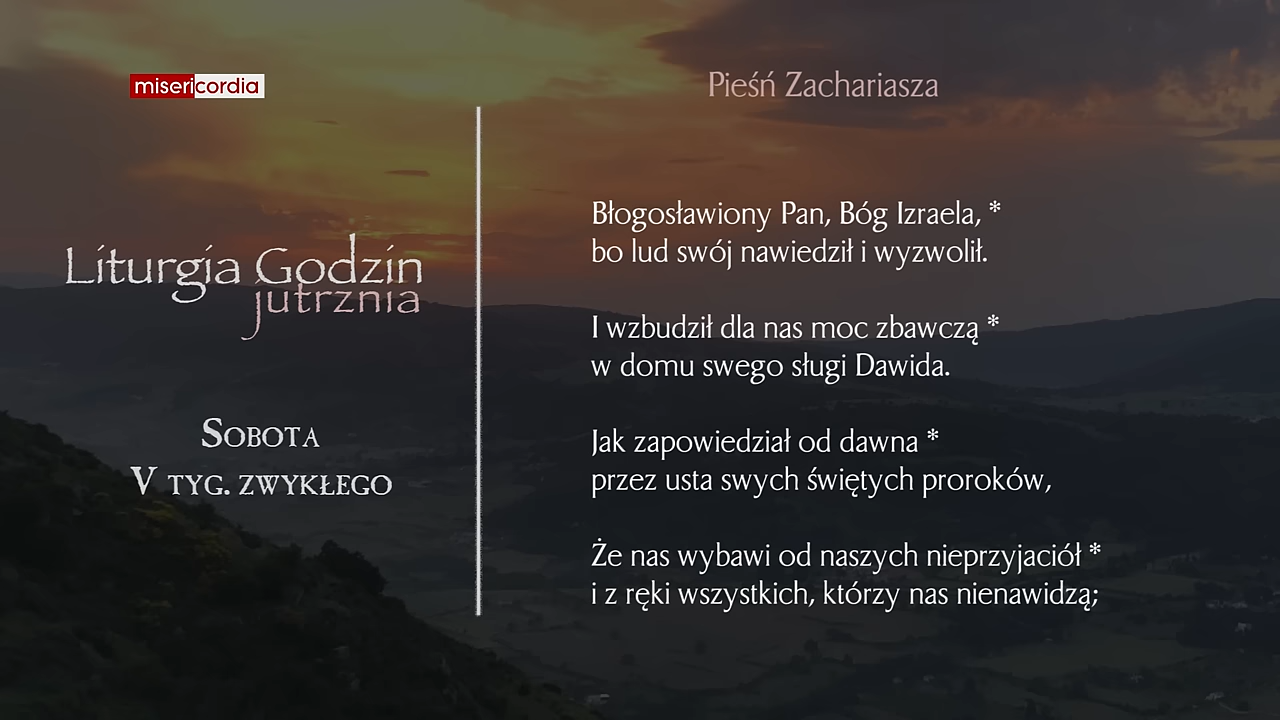 misericordia
Liturgia Godzin
jutrznia
Sobota
V tyg. zwykłego
Pieśń Zachariasza
Błogosławiony Pan, Bóg Izraela, *
bo lud swój nawiedził i wyzwolił.
I wzbudził dla nas moc zbawczą *
w domu swego sługi Dawida.
Jak zapowiedział od dawna *
przez usta swych świętych proroków,
Że nas wybawi od naszych nieprzyjaciół *
i z ręki wszystkich, którzy nas nienawidzą;